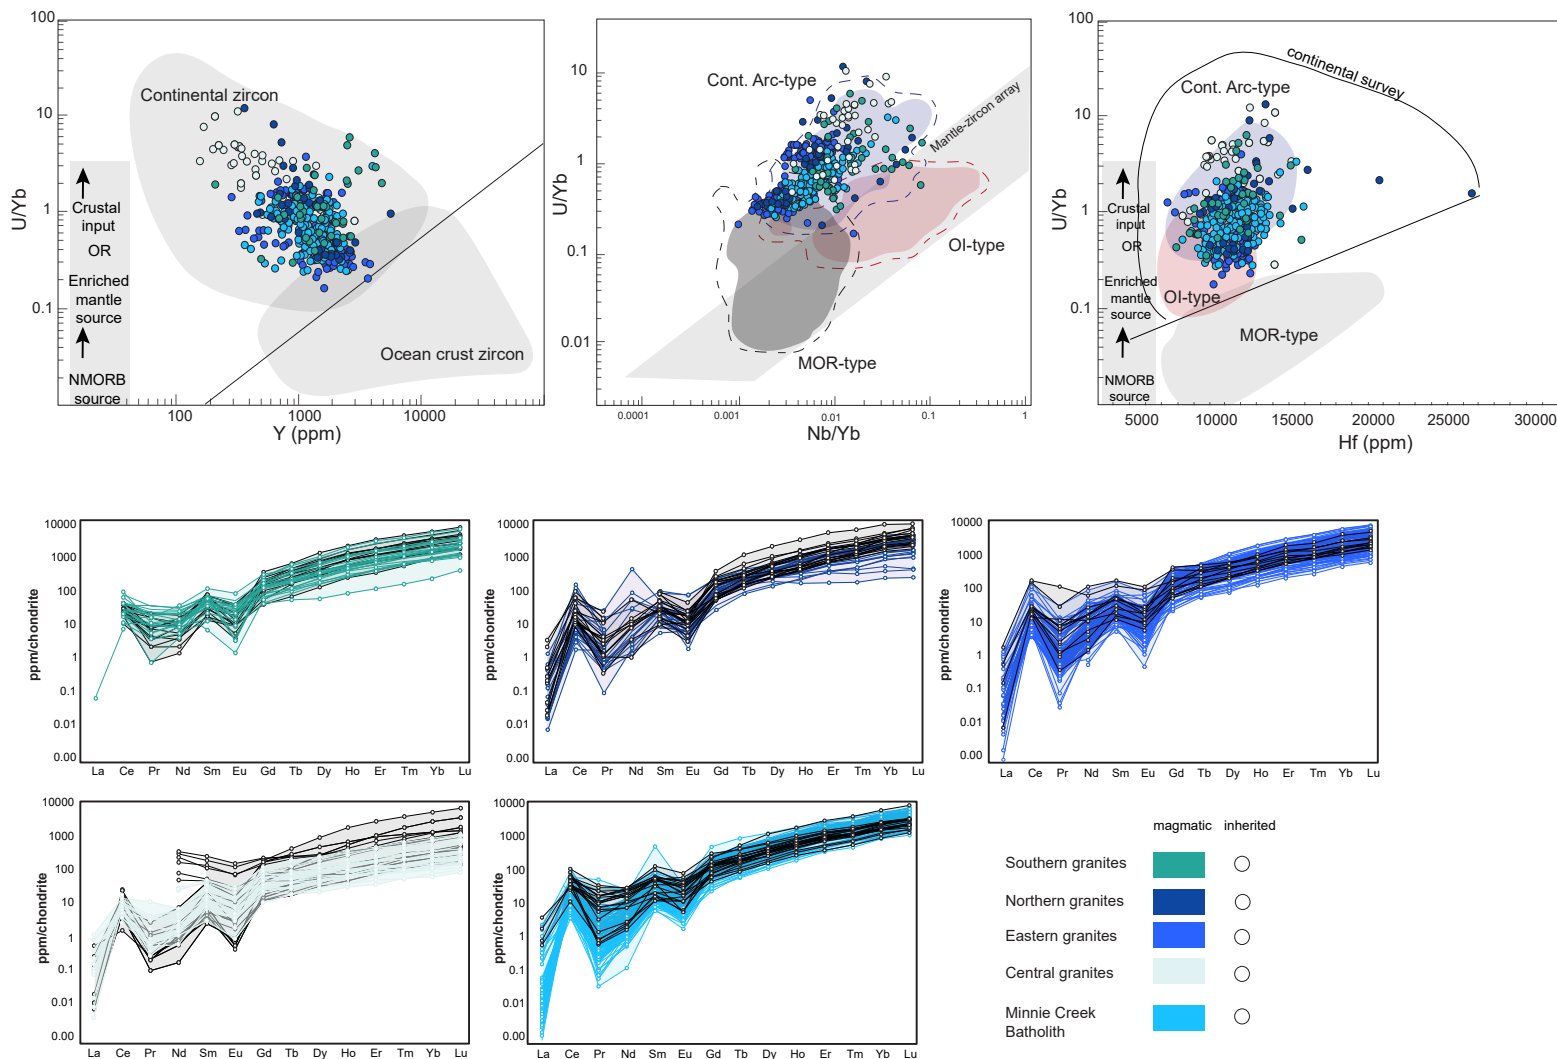 100
10
1
0.1
U/Yb
Continental zircon
Crustal
input
OR
Enriched
mantle
source
NMORB
source
Ocean crust zircon
100
1000
10000
Y (ppm)
10
1
0.1
0.01
U/Yb
Cont. Arc-type
Mantle-zircon array
OI-type
MOR-type
0.0001
0.001
0.01
0.1
1
Nb/Yb
100
10
1
0.1
U/Yb
continental survey
Cont. Arc-type
Crustal
input
OR
Enriched
mantle
source
NMORB
source
OI-type
MOR-type
5000
10000
15000
20000
25000
30000
Hf (ppm)
10000
1000
100
10
1
0.1
0.01
0.00
ppm/chondrite
La Ce Pr Nd Sm Eu Gd Tb Dy Ho Er Tm Yb Lu
10000
1000
100
10
1
0.1
0.01
0.00
ppm/chondrite
La Ce Pr Nd Sm Eu Gd Tb Dy Ho Er Tm Yb Lu
10000
1000
100
10
1
0.1
0.01
0.00
ppm/chondrite
La Ce Pr Nd Sm Eu Gd Tb Dy Ho Er Tm Yb Lu
10000
1000
100
10
1
0.1
0.01
0.00
ppm/chondrite
La Ce Pr Nd Sm Eu Gd Tb Dy Ho Er Tm Yb Lu
10000
1000
100
10
1
0.1
0.01
0.00
ppm/chondrite
La Ce Pr Nd Sm Eu Gd Tb Dy Ho Er Tm Yb Lu
magmatic inherited
Southern granites
Northern granites
Eastern granites
Central granites
Minnie Creek
Batholith